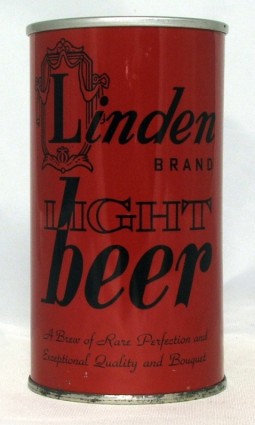 Linden
BRAND
LIGHT
beer
A Brew of Rare Perfection and
Exceptional Quality and Bouquet